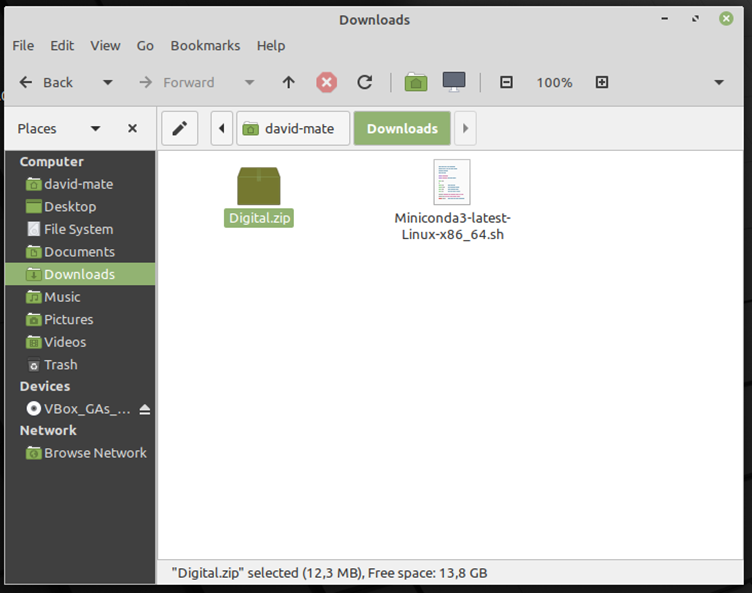 Downloads
File Edit View Go Bookmarks Help
Back Forward 100%
Places david-mate Downloads
Computer
david-mate
Desktop
File System
Documents
Downloads
Music
Pictures
Videos
Trash
Devices
VBox_GAs_...
Network
Browse Network
Digital.zip
Miniconda3-latest-
Linux-x86_64.sh
"Digital.zip" selected (12,3 MB), Free space: 13,8 GB